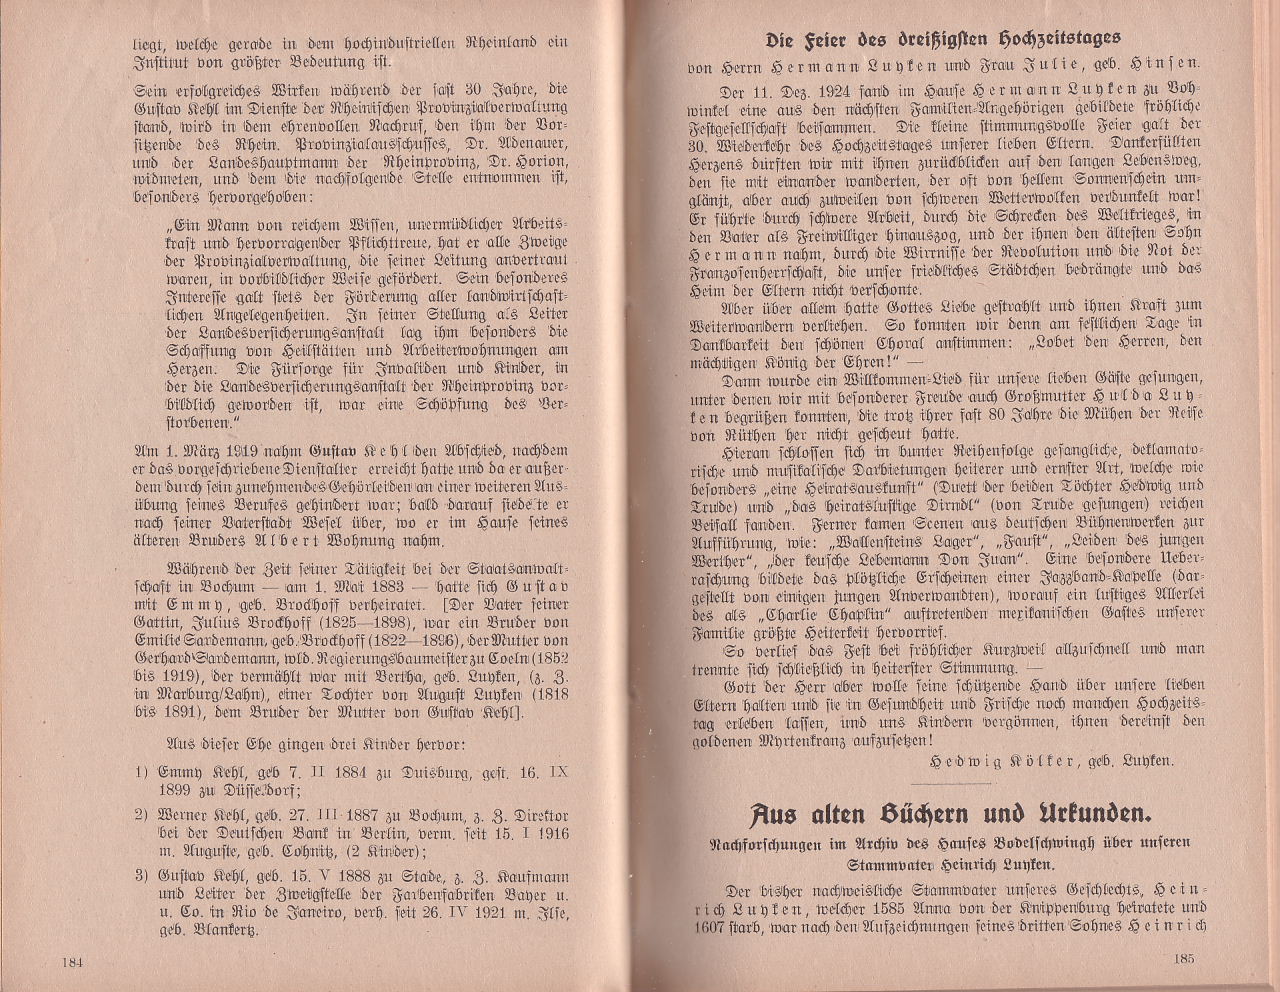 liegt, welche gerade in dem hochindustriellen Rheinland ein
Institut von größter Bedeutung ist.
Sein erfolgreiches Wirken während der fast 30 Jahre, die
Gustav Kehl im Dienste der Rheinischen Provinzialverwaltung
stand, wird in dem ehrenvollen Nachruf, den ihm der Vor-
sitzende des Rhein. Provinzialausschusses, Dr. Adenauer,
und der Landeshauptmann der Rheinprovinz, Dr. Horion,
widmeten, und dem die nachfolgende Stelle entnommen ist,
besonders hervorgehoben:
„Ein Mann von reichem Wissen, unermüdlicher Arbeits-
kraft und hervorragender Pflichttreue, hat er alle Zweige
der Provinzialverwaltung, die seiner Leitung anvertraut
waren, in vorbildlicher Weise gefördert. Sein besonderes
Interesse galt stets der Förderung aller landwirtschaft-
lichen Angelegenheiten. In seiner Stellung als Leiter
der Landesversicherungsanstalt lag ihm besonders die
Schaffung von Heilstätten und Arbeiterwohnungen am
Herzen. Die Fürsorge für Invaliden und Kinder, in
der die Landesversicherungsanstalt der Rheinprovinz vor-
bildlich geworden ist, war eine Schöpfung des Ver-
storbenen.“
Am 1. März 1919 nahm Gustav Kehl den Abschied, nachdem
er das vorgeschriebene Dienstalter erreicht hatte und da er außer-
dem durch sein zunehmendes Gehörleiden an einer weiteren Aus-
übung seines Berufes gehindert war; bald darauf siedelte er
nach seiner Vaterstadt Wesel über, wo er im Hause seines
älteren Bruders Albert Wohnung nahm.
Während der Zeit seiner Tätigkeit bei der Staatsanwalt-
schaft in Bochum — am 1. Mai 1883 — hatte sich Gustav
mit Emmy, geb. Brockhoff verheiratet. [Der Vater seiner
Gattin, Julius Brockhoff (1825—1898), war ein Bruder von
Emilie Sardemann, geb. Brockhoff (1822—1896), der Mutter von
Gerhard Sardemann, wld. Regierungsbaumeister zu Coeln (1852
bis 1919), der vermählt war mit Bertha, geb. Luyken, (z. Z.
in Marburg/Lahn), einer Tochter von August Luyken (1818
bis 1891), dem Bruder der Mutter von Gustav Kehl].
Aus dieser Ehe gingen drei Kinder hervor:
1) Emmy Kehl, geb 7. II 1884 zu Duisburg, gest. 16. IX
1899 zu Düsseldorf;
2) Werner Kehl, geb. 27. III 1887 zu Bochum, z. Z. Direktor
bei der Deutschen Bank in Berlin, verm. seit 15. I 1916
m. Auguste, geb. Cohnitz, (2 Kinder);
3) Gustav Kehl, geb. 15. V 1888 zu Stade, z. Z. Kaufmann
und Leiter der Zweigstelle der Farbenfabriken Bayer u.
u. Co. in Rio de Janeiro, verh. seit 26. IV 1921 m. Ilse,
geb. Blankertz.
184
Die Feier des dreißigsten Hochzeitstages
von Herrn Hermann Luyken und Frau Julie, geb. Hinsen.
Der 11. Dez. 1924 fand im Hause Hermann Luyken zu Voh-
winkel eine aus den nächsten Familien-Angehörigen gebildete fröhliche
Festgesellschaft beisammen. Die kleine stimmungsvolle Feier galt der
30. Wiederkehr des Hochzeitstages unserer lieben Eltern. Dankerfüllten
Herzens durften wir mit ihnen zurückblicken auf den langen Lebensweg,
den sie mit einander wanderten, der oft von hellem Sonnenschein um-
glänzt, aber auch zuweilen von schweren Wetterwolken verdunkelt war!
Er führte durch schwere Arbeit, durch die Schrecken des Weltkrieges, in
den Vater als Freiwilliger hinauszog, und der ihnen den ältesten Sohn
Hermann nahm, durch die Wirrnisse der Revolution und die Not der
Franzosenherrschaft, die unser friedliches Städtchen bedrängte und das
Heim der Eltern nicht verschonte.
Aber über allem hatte Gottes Liebe gestrahlt und ihnen Kraft zum
Weiterwandern verliehen. So konnten wir denn am festlichen Tage in
Dankbarkeit den schönen Choral anstimmen: „Lobet den Herren, den
mächtigen König der Ehren!“ —
Dann wurde ein Willkommen-Lied für unsere lieben Gäste gesungen,
unter denen wir mit besonderer Freude auch Großmutter Hulda Luy-
ken begrüßen konnten, die trotz ihrer fast 80 Jahre die Mühen der Reise
von Rüthen her nicht gescheut hatte.
Hieran schlossen sich in bunter Reihenfolge gesangliche, deklamato-
rische und musikalische Darbietungen heiterer und ernster Art, welche wie
besonders „eine Heiratsauskunft“ (Duett der beiden Töchter Hedwig und
Trude) und „das heiratslustige Dirndl“ (von Trude gesungen) reichen
Beifall fanden. Ferner kamen Scenen aus deutschen Bühnenwerken zur
Aufführung, wie: „Wallensteins Lager“, „Faust“, „Leiden des jungen
Werther“, „der keusche Lebemann Don Juan“. Eine besondere Ueber-
raschung bildete das plötzliche Erscheinen einer Jazzband-Kapelle (dar-
gestellt von einigen jungen Anverwandten), worauf ein lustiges Allerlei
des als „Charlie Chaplin“ auftretenden mexikanischen Gastes unserer
Familie größte Heiterkeit hervorrief.
So verlief das Fest bei fröhlicher Kurzweil allzuschnell und man
trennte sich schließlich in heiterster Stimmung. —
Gott der Herr aber wolle seine schützende Hand über unsere lieben
Eltern halten und sie in Gesundheit und Frische noch manchen Hochzeits-
tag erleben lassen, und uns Kindern vergönnen, ihnen dereinst den
goldenen Myrtenkranz aufzusetzen!
Hedwig Kölker, geb. Luyken.
Aus alten Büchern und Urkunden.
Nachforschungen im Archiv des Hauses Bodelschwingh über unseren
Stammvater Heinrich Luyken.
Der bisher nachweisliche Stammvater unseres Geschlechts, Hein-
rich Luyken, welcher 1585 Anna von der Knippenburg heiratete und
1607 starb, war nach den Aufzeichnungen seines dritten Sohnes Heinrich
185